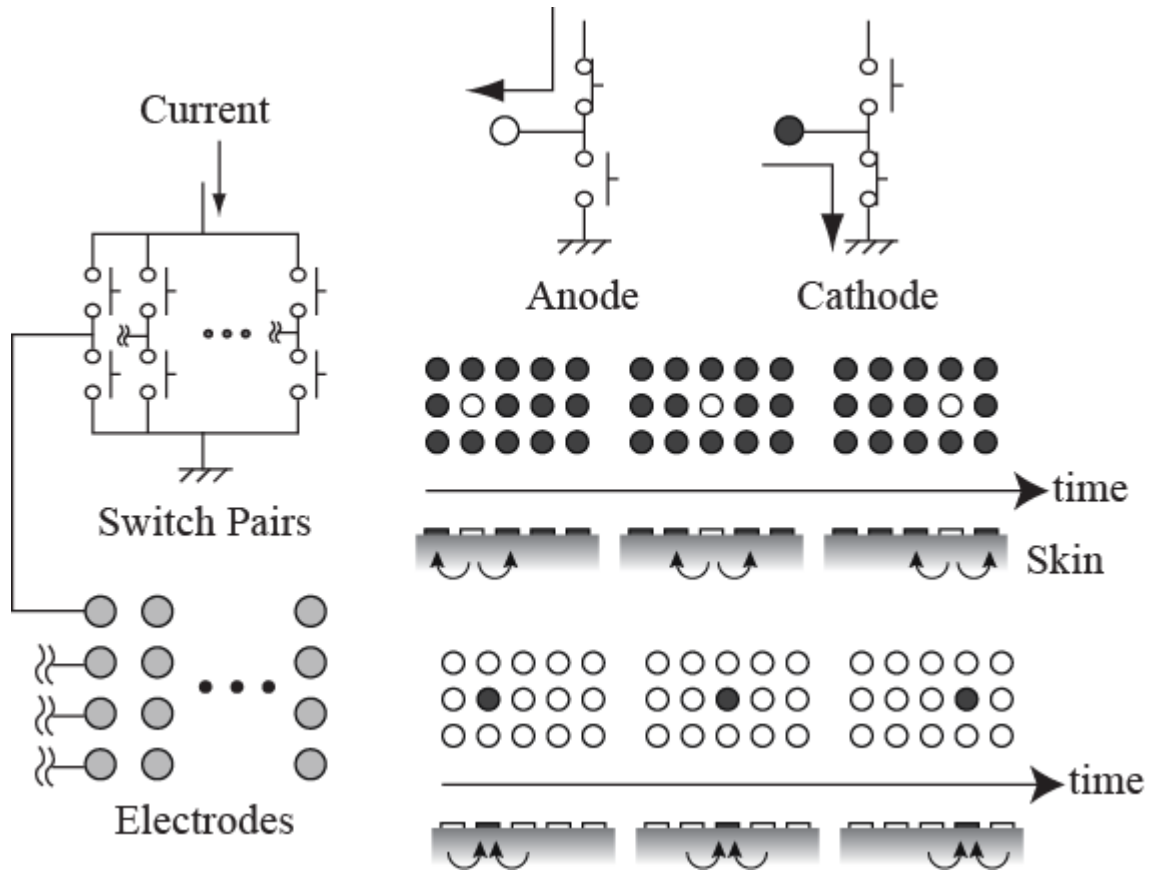 Current
Switch Pairs
Electrodes
Anode
Cathode
time
Skin
time